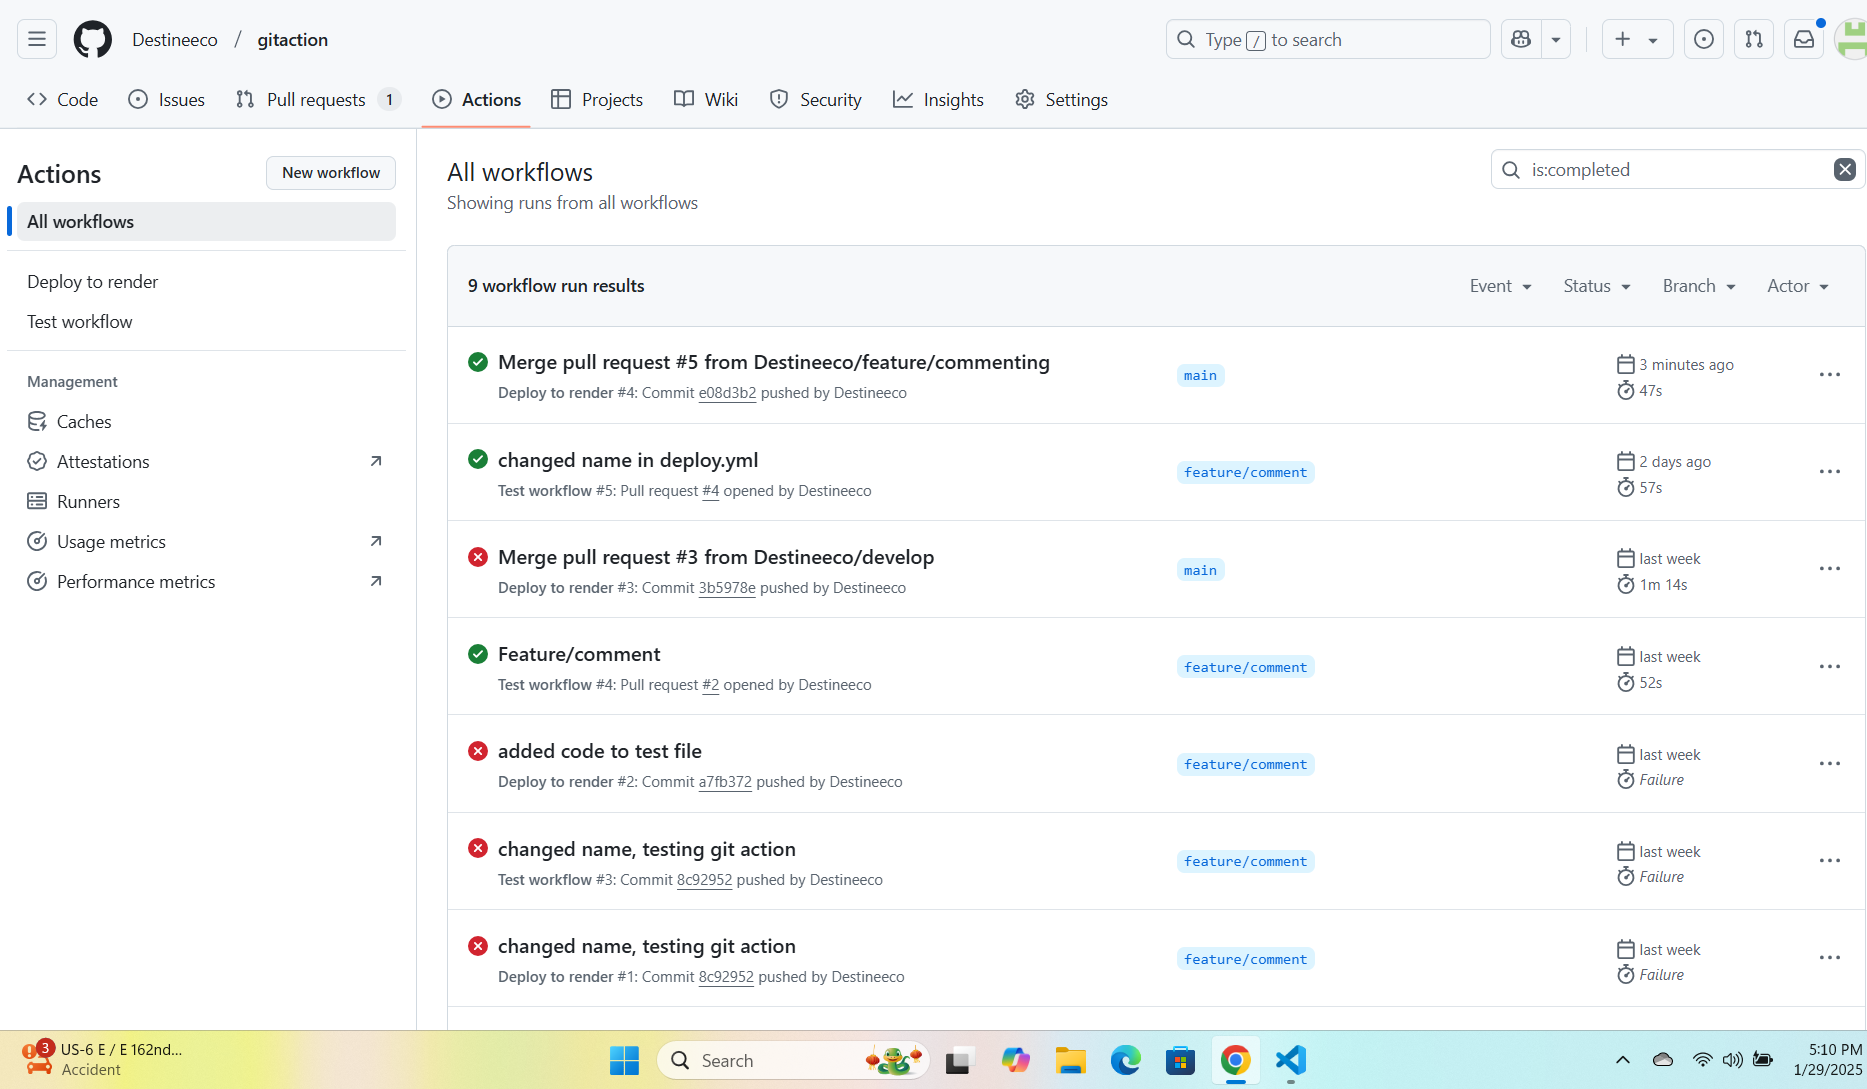 Destineeco / gitaction
Type / to search
Code
Issues
Pull requests 1
Actions
Projects
Wiki
Security
Insights
Settings
Actions
New workflow
All workflows
Deploy to render
Test workflow
Management
Caches
Attestations
Runners
Usage metrics
Performance metrics
All workflows
Showing runs from all workflows
is:completed
9 workflow run results
Event
Status
Branch
Actor
Merge pull request #5 from Destineeco/feature/commenting
Deploy to render #4: Commit e08d3b2 pushed by Destineeco
main
3 minutes ago
47s
changed name in deploy.yml
Test workflow #5: Pull request #4 opened by Destineeco
feature/comment
2 days ago
57s
Merge pull request #3 from Destineeco/develop
Deploy to render #3: Commit 3b5978e pushed by Destineeco
main
last week
1m 14s
Feature/comment
Test workflow #4: Pull request #2 opened by Destineeco
feature/comment
last week
52s
added code to test file
Deploy to render #2: Commit a7fb372 pushed by Destineeco
feature/comment
last week
Failure
changed name, testing git action
Test workflow #3: Commit 8c92952 pushed by Destineeco
feature/comment
last week
Failure
changed name, testing git action
Deploy to render #1: Commit 8c92952 pushed by Destineeco
feature/comment
last week
Failure
3
US-6 E / E 162nd...
Accident
Search
5:10 PM
1/29/2025